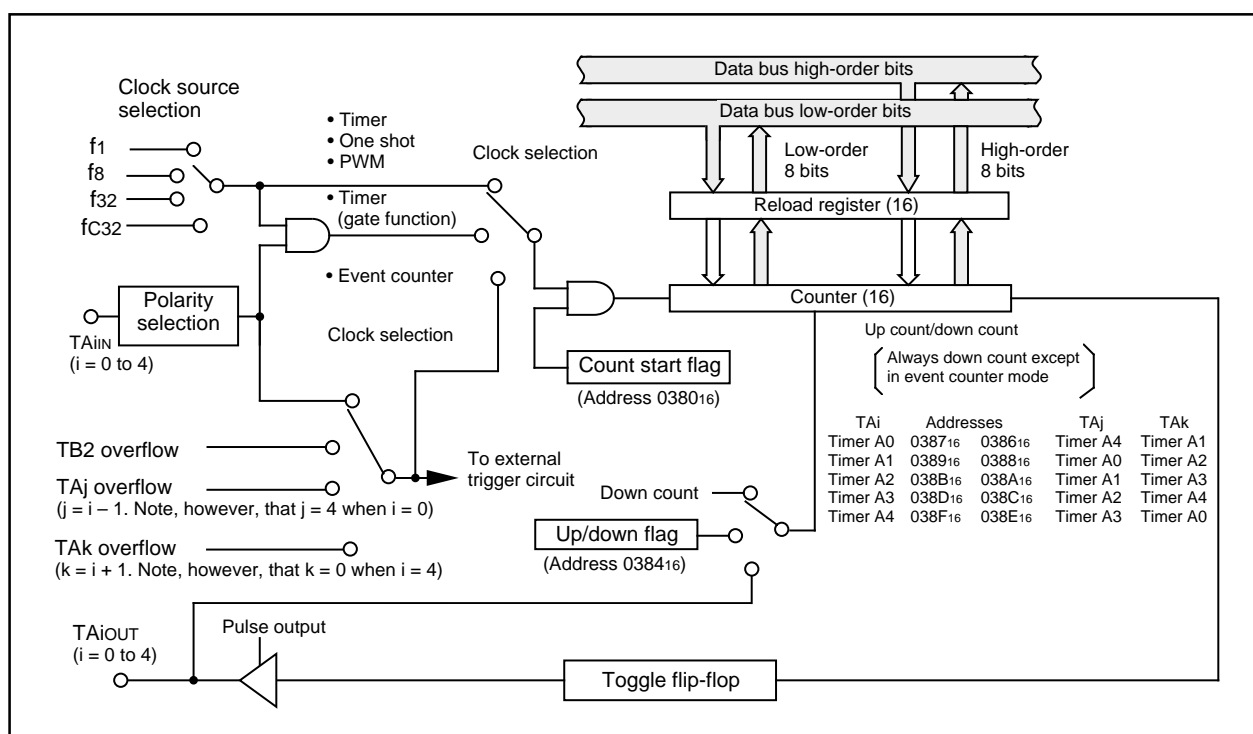 Clock source
selection
f1
f8
f32
fC32
• Timer
• One shot
• PWM
• Timer
(gate function)
• Event counter
Clock selection
Data bus high-order bits
Data bus low-order bits
Low-order
8 bits
High-order
8 bits
Reload register (16)
Counter (16)
Polarity
selection
TAiIN
(i = 0 to 4)
Clock selection
Count start flag
(Address 038016)
Up count/down count
Always down count except
in event counter mode
TAi Addresses TAj TAk
Timer A0 038716 038616 Timer A4 Timer A1
Timer A1 038916 038816 Timer A0 Timer A2
Timer A2 038B16 038A16 Timer A1 Timer A3
Timer A3 038D16 038C16 Timer A2 Timer A4
Timer A4 038F16 038E16 Timer A3 Timer A0
TB2 overflow
TAj overflow
(j = i – 1. Note, however, that j = 4 when i = 0)
TAk overflow
(k = i + 1. Note, however, that k = 0 when i = 4)
To external
trigger circuit
Down count
Up/down flag
(Address 038416)
TAiOUT
(i = 0 to 4)
Pulse output
Toggle flip-flop